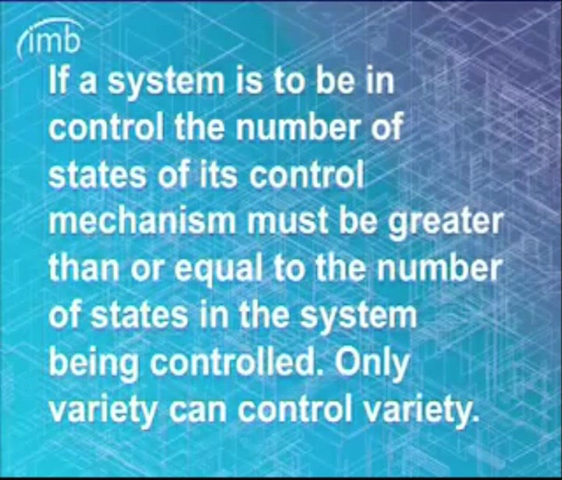 imb
If a system is to be in
control the number of
states of its control
mechanism must be greater
than or equal to the number
of states in the system
being controlled. Only
variety can control variety.